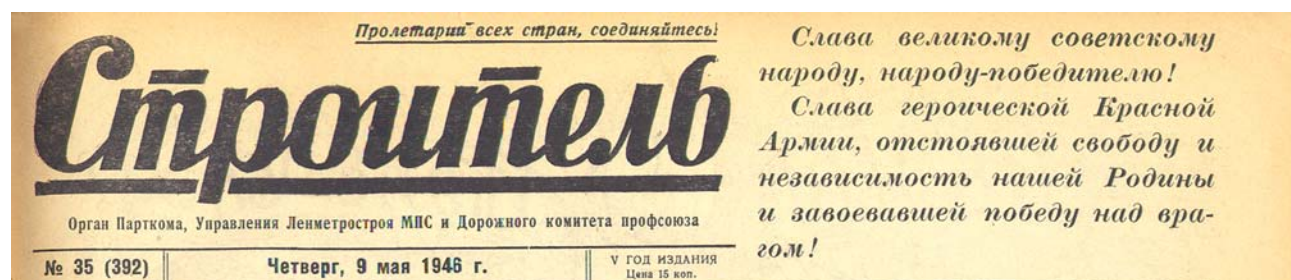 Пролетарии всех стран, соединяйтесь!
Строитель
Орган Парткома, Управления Ленметростроя МПС и Дорожного комитета профсоюза
№ 35 (392)
Четверг, 9 мая 1946 г.
V ГОД ИЗДАНИЯ
Цена 15 коп.
Слава великому советскому
народу, народу-победителю!
Слава героической Красной
Армии, отстоявшей свободу и
независимость нашей Родины
и завоевавшей победу над вра-
гом!